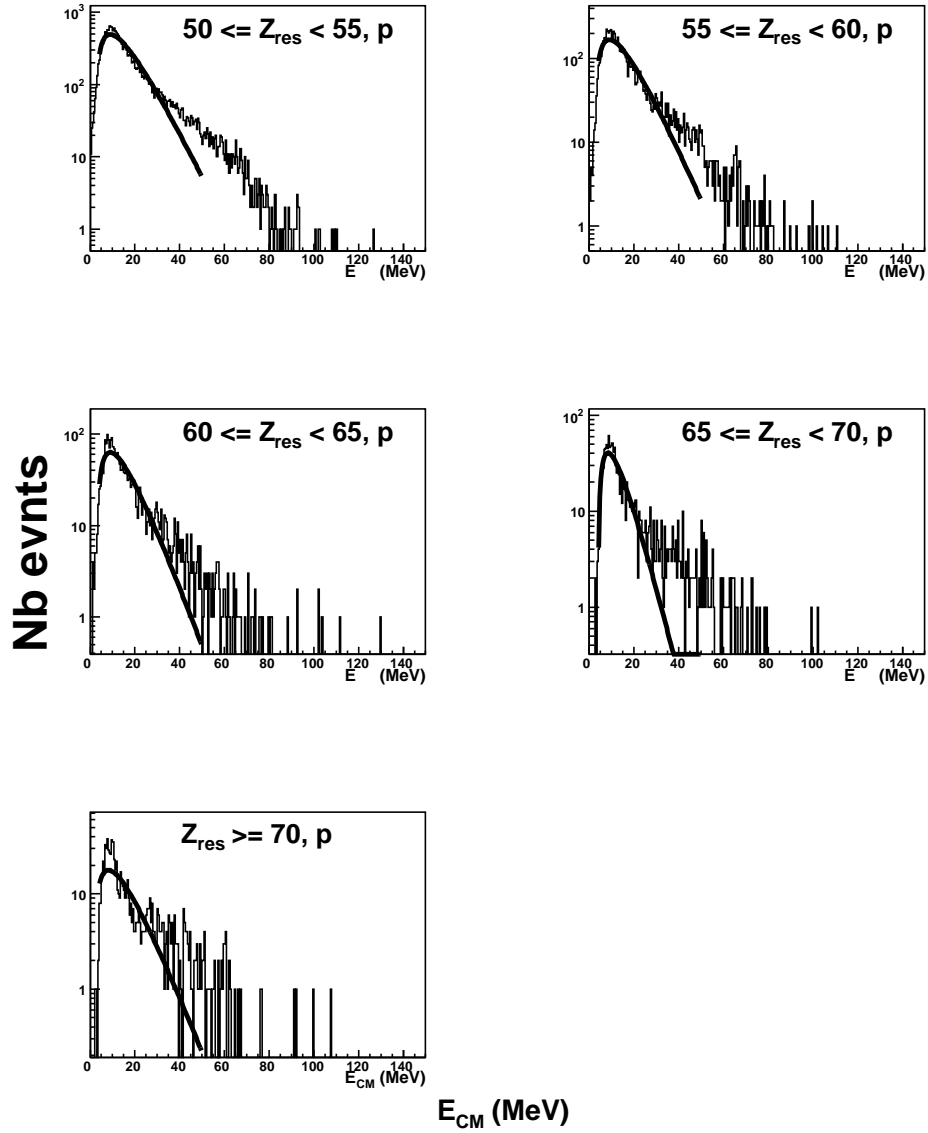 50 <= Zres < 55, p
10³
10²
10
1
0 20 40 60 80 100 120 140
E (MeV)
55 <= Zres < 60, p
10²
10
1
0 20 40 60 80 100 120 140
E (MeV)
Nb evnts
60 <= Zres < 65, p
10²
10
1
0 20 40 60 80 100 120 140
E (MeV)
65 <= Zres < 70, p
10²
10
1
0 20 40 60 80 100 120 140
E (MeV)
Zres >= 70, p
10
1
0 20 40 60 80 100 120 140
ECM (MeV)
ECM (MeV)